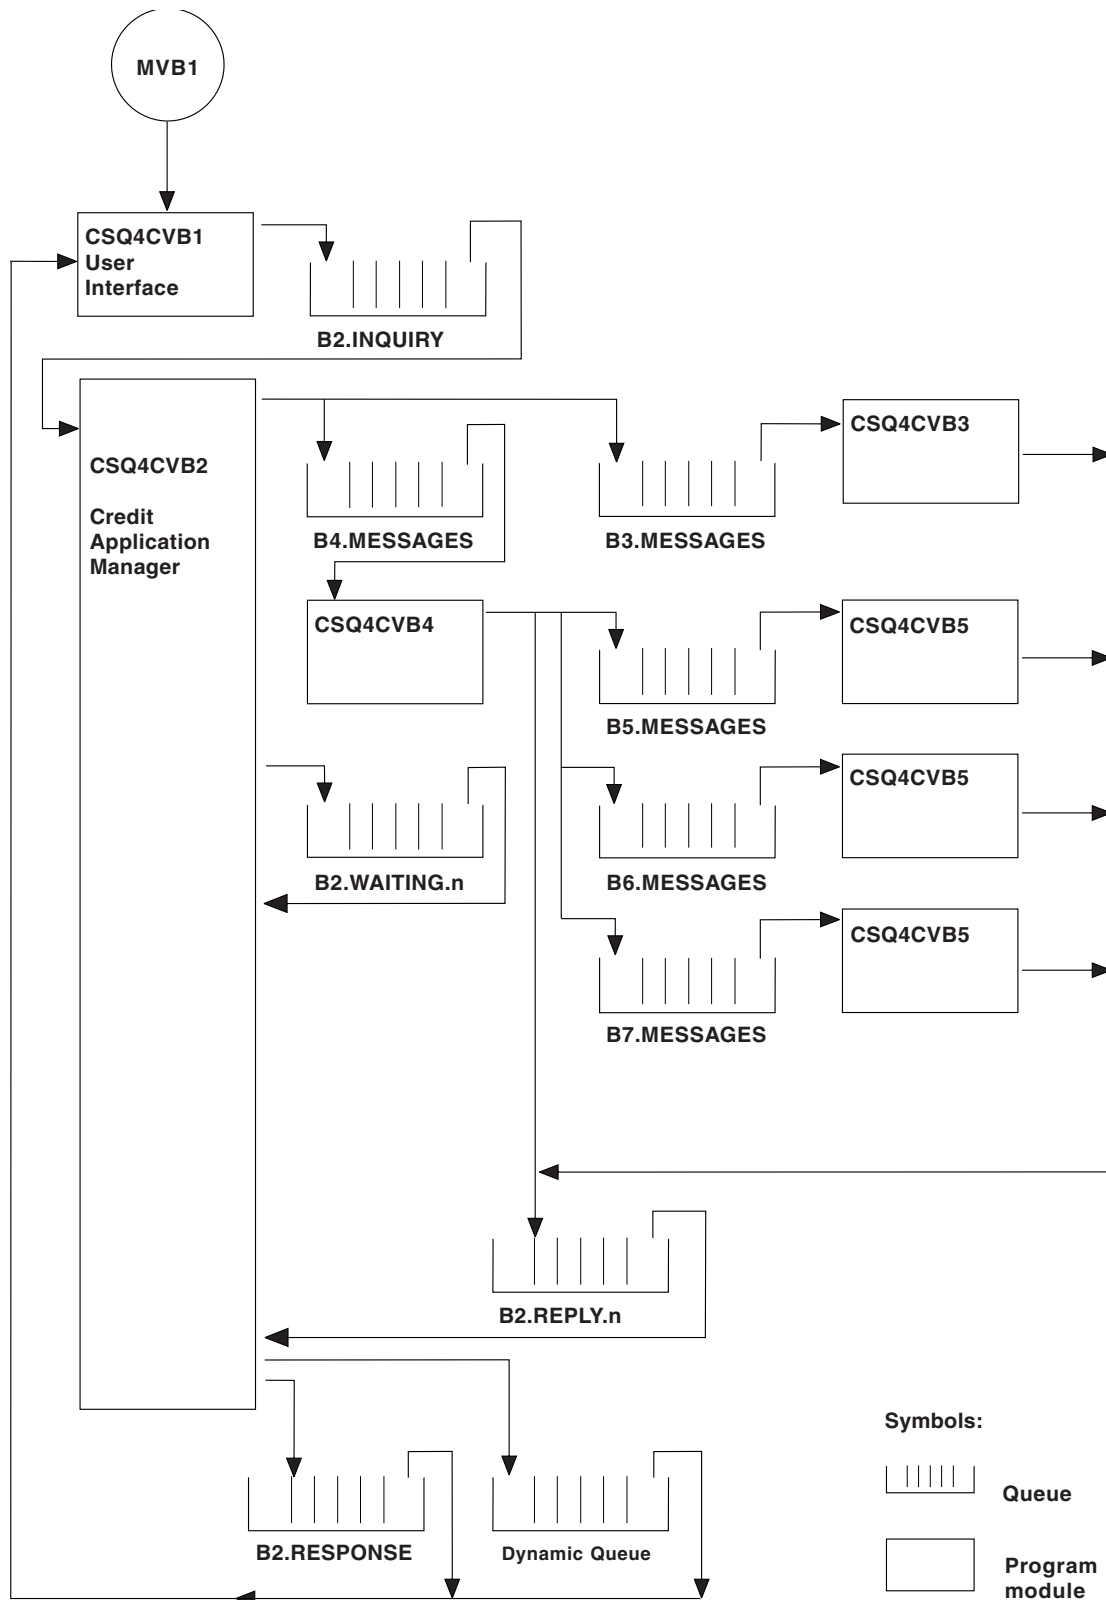 MVB1
CSQ4CVB1
User
Interface
B2.INQUIRY
CSQ4CVB2
Credit
Application
Manager
B4.MESSAGES
B3.MESSAGES
CSQ4CVB3
CSQ4CVB4
B5.MESSAGES
CSQ4CVB5
B2.WAITING.n
B6.MESSAGES
CSQ4CVB5
B7.MESSAGES
CSQ4CVB5
B2.REPLY.n
B2.RESPONSE
Dynamic Queue
Symbols:
Queue
Program
module